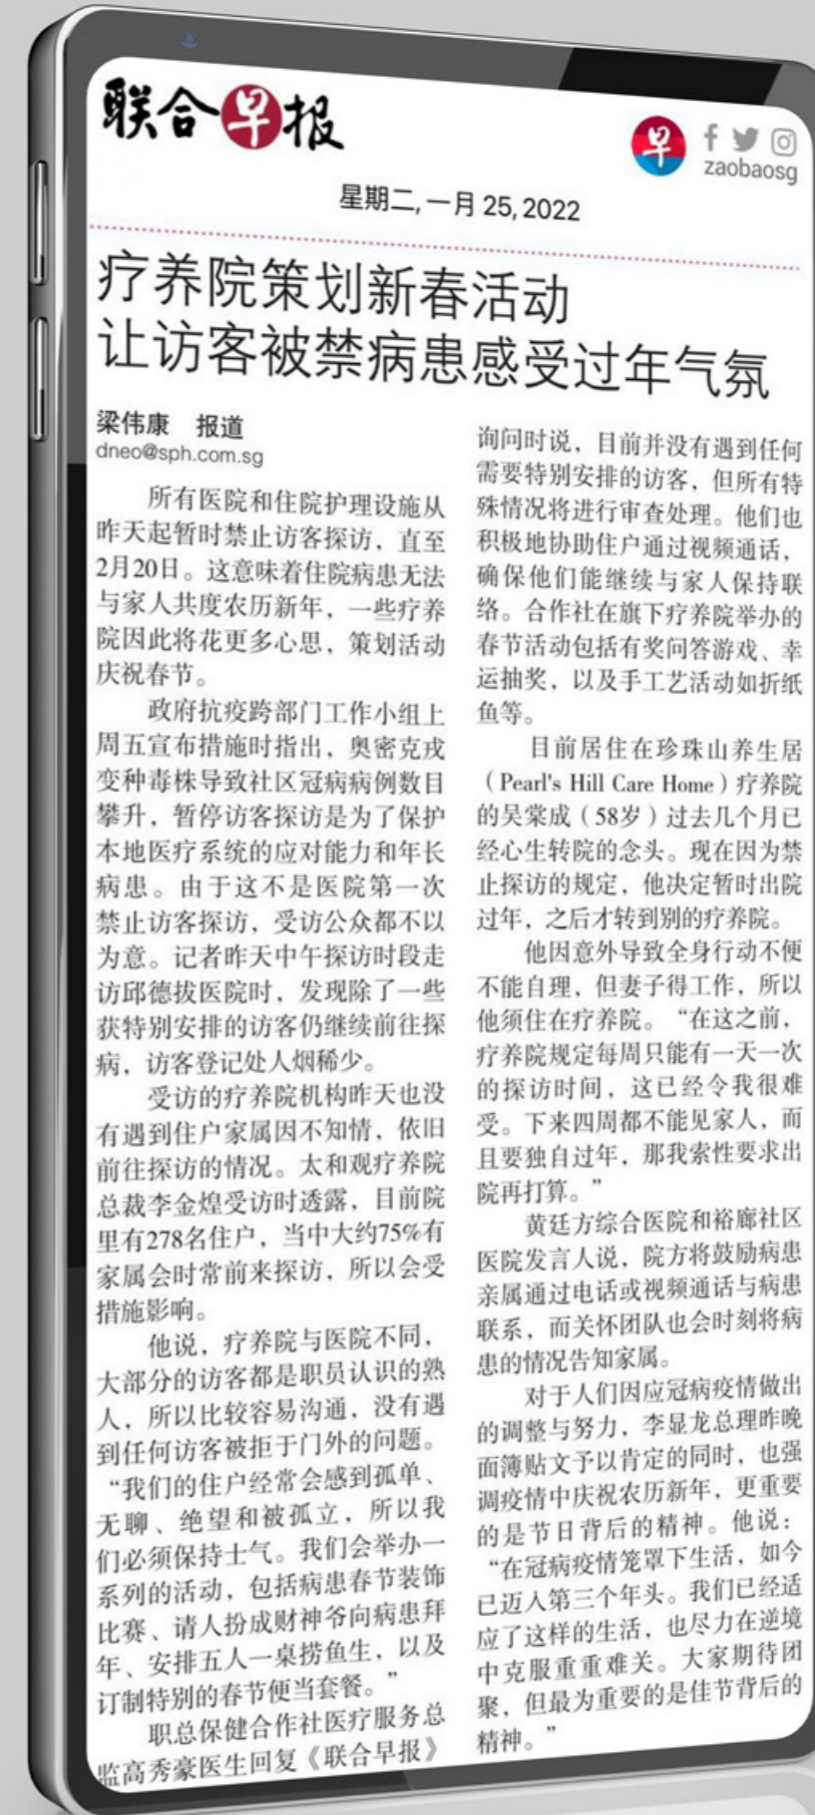 联合早报
zaobaosg
星期二,一月 25, 2022
疗养院策划新春活动
让访客被禁病患感受过年气氛
梁伟康 报道
dneo@sph.com.sg
所有医院和住院护理设施从
昨天起暂时禁止访客探访，直至
2月20日。这意味着住院病患无法
与家人共度农历新年，一些疗养
院因此将花更多心思，策划活动
庆祝春节。
政府抗疫跨部门工作小组上
周五宣布措施时指出，奥密克戎
变种毒株导致社区冠病病例数目
攀升，暂停访客探访是为了保护
本地医疗系统的应对能力和年长
病患。由于这不是医院第一次
禁止访客探访，受访公众都不以
为意。记者昨天中午探访时段走
访邱德拔医院时，发现除了一些
获特别安排的访客仍继续前往探
病，访客登记处人烟稀少。
受访的疗养院机构昨天也没
有遇到住户家属因不知情，依旧
前往探访的情况。太和观疗养院
总裁李金煌受访时透露，目前院
里有278名住户，当中大约75%有
家属会时常前来探访，所以会受
措施影响。
他说，疗养院与医院不同，
大部分的访客都是职员认识的熟
人，所以比较容易沟通，没有遇
到任何访客被拒于门外的问题。
“我们的住户经常会感到孤单、
无聊、绝望和被孤立，所以我
们必须保持士气。我们会举办一
系列的活动，包括病患春节装饰
比赛、请人扮成财神爷向病患拜
年、安排五人一桌捞鱼生，以及
订制特别的春节便当套餐。”
职总保健合作社医疗服务总
监高秀豪医生回复《联合早报》
询问时说，目前并没有遇到任何
需要特别安排的访客，但所有特
殊情况将进行审查处理。他们也
积极地协助住户通过视频通话，
确保他们能继续与家人保持联
络。合作社在旗下疗养院举办的
春节活动包括有奖问答游戏、幸
运抽奖，以及手工艺活动如折纸
鱼等。
目前居住在珍珠山养生居
（Pearl's Hill Care Home）疗养院
的吴棠成（58岁）过去几个月已
经心生转院的念头。现在因为禁
止探访的规定，他决定暂时出院
过年，之后才转到别的疗养院。
他因意外导致全身行动不便
不能自理，但妻子得工作，所以
他须住在疗养院。“在这之前，
疗养院规定每周只能有一天一次
的探访时间，这已经令我很难
受。下来四周都不能见家人，而
且要独自过年，那我索性要求出
院再打算。”
黄廷方综合医院和裕廊社区
医院发言人说，院方将鼓励病患
亲属通过电话或视频通话与病患
联系，而关怀团队也会时刻将病
患的情况告知家属。
对于人们因应冠病疫情做出
的调整与努力，李显龙总理昨晚
面簿贴文予以肯定的同时，也强
调疫情中庆祝农历新年，更重要
的是节日背后的精神。他说：
“在冠病疫情笼罩下生活，如今
已迈入第三个年头。我们已经适
应了这样的生活，也尽力在逆境
中克服重重难关。大家期待团
聚，但最为重要的是佳节背后的
精神。”